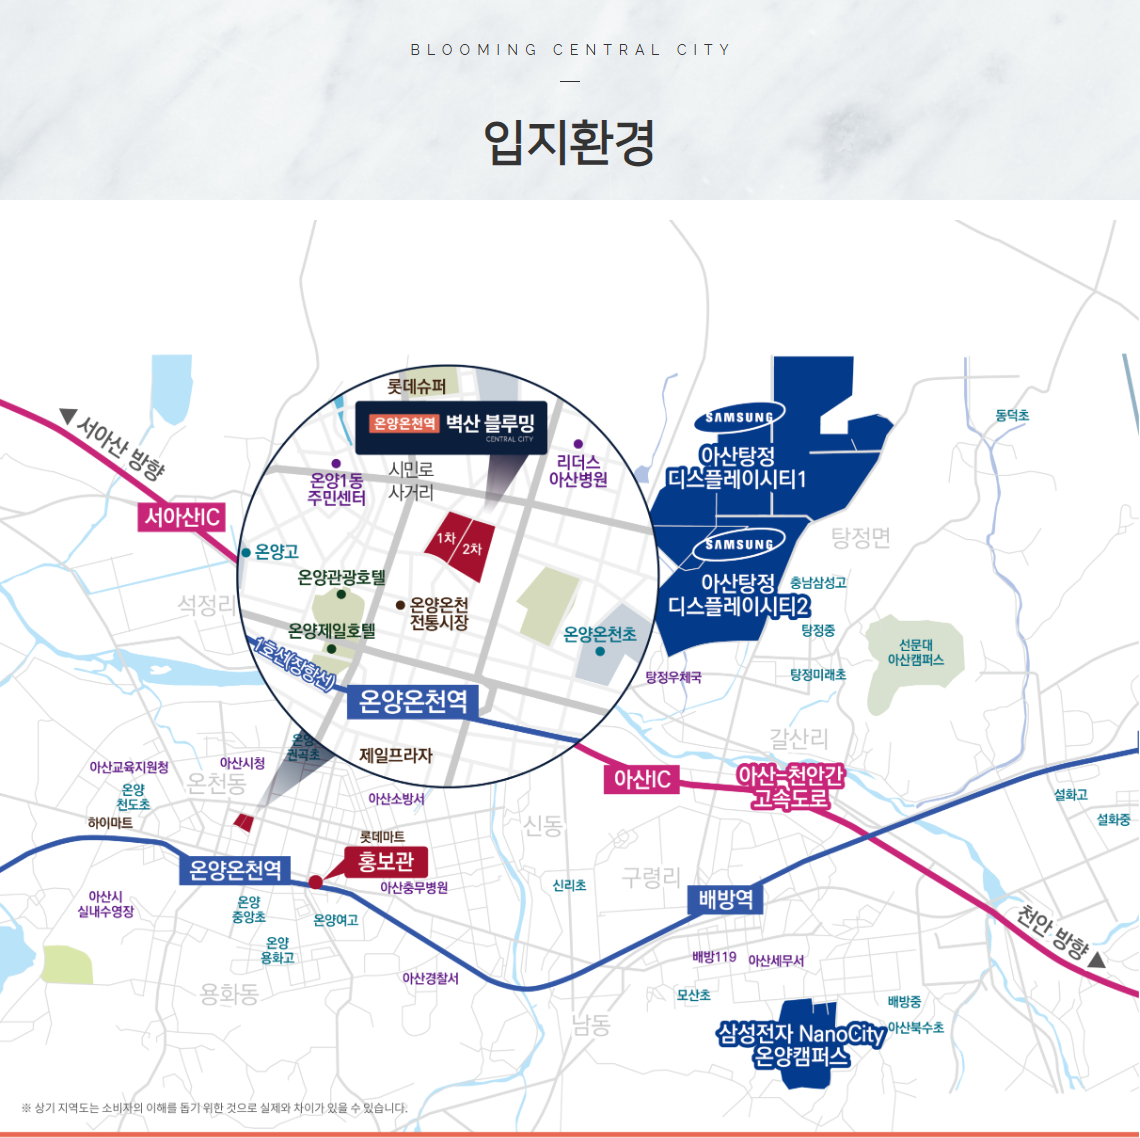 BLOOMING CENTRAL CITY
입지환경
서아산 방향
서아산IC
롯데슈퍼
온양온천역 벽산 블루밍
CENTRAL CITY
시민로
사거리
온양1동
주민센터
리더스
아산병원
1차
2차
온양고
온양관광호텔
온양온천
전통시장
온양제일호텔
온양온천초
1호선(장항선)
온양온천역
제일프라자
석정리
SAMSUNG
아산탕정
디스플레이시티1
SAMSUNG
아산탕정
디스플레이시티2
동덕초
탕정면
충남삼성고
탕정중
탕정미래초
탕정우체국
선문대
아산캠퍼스
갈산리
아산IC
아산-천안간
고속도로
온양
권곡초
아산교육지원청
아산시청
온천동
온양
천도초
하이마트
아산소방서
롯데마트
홍보관
아산충무병원
온양온천역
아산시
실내수영장
온양
중앙초
온양여고
온양
용화고
용화동
아산경찰서
신동
신리초
구령리
배방역
설화고
설화중
천안 방향
배방119
아산세무서
모산초
배방중
아산북수초
남동
삼성전자 NanoCity
온양캠퍼스
※ 상기 지역도는 소비자의 이해를 돕기 위한 것으로 실제와 차이가 있을 수 있습니다.